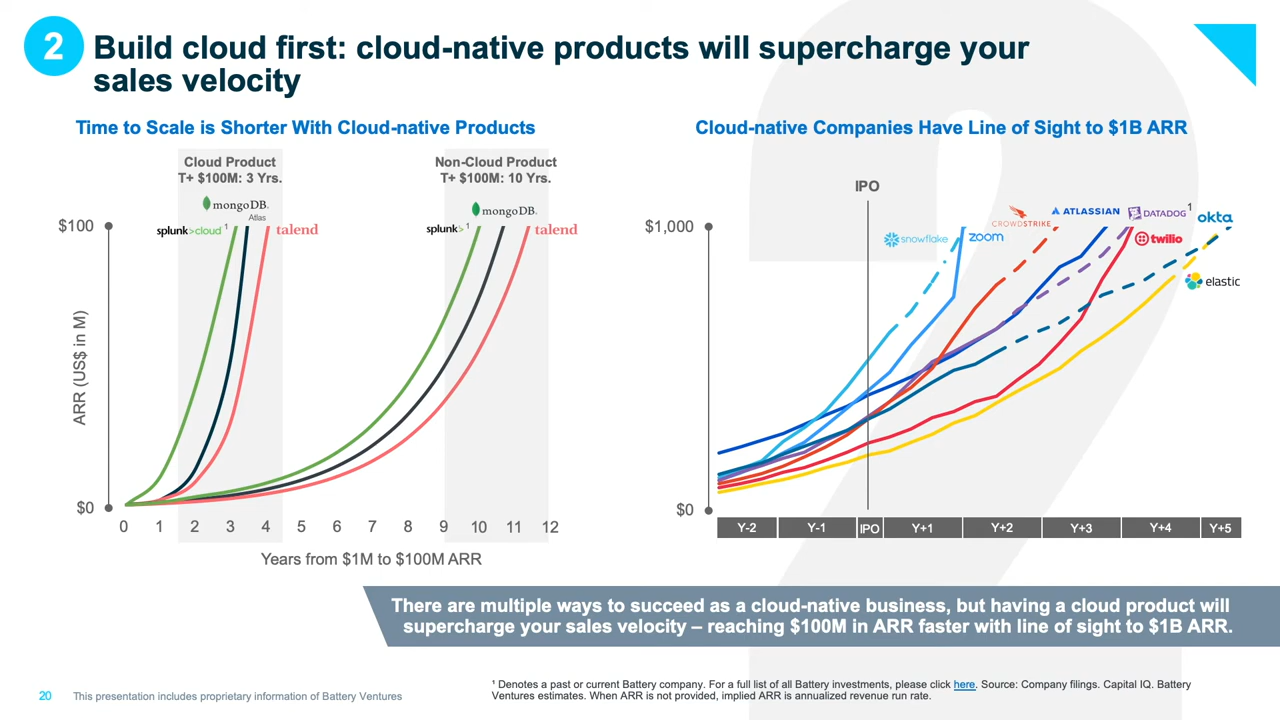 2
Build cloud first: cloud-native products will supercharge your
sales velocity
Time to Scale is Shorter With Cloud-native Products
Cloud Product
T+ $100M: 3 Yrs.
Non-Cloud Product
T+ $100M: 10 Yrs.
mongoDB.
Atlas
splunk>cloud 1
talend
mongoDB.
splunk> 1
talend
$100
ARR (US$ in M)
$0
0 1 2 3 4 5 6 7 8 9 10 11 12
Years from $1M to $100M ARR
Cloud-native Companies Have Line of Sight to $1B ARR
IPO
$1,000
snowflake
zoom
CROWDSTRIKE
ATLASSIAN
DATADOG 1
twilio
okta
elastic
$0
Y-2 Y-1 IPO Y+1 Y+2 Y+3 Y+4 Y+5
There are multiple ways to succeed as a cloud-native business, but having a cloud product will
supercharge your sales velocity – reaching $100M in ARR faster with line of sight to $1B ARR.
20 This presentation includes proprietary information of Battery Ventures
¹ Denotes a past or current Battery company. For a full list of all Battery investments, please click here. Source: Company filings. Capital IQ. Battery
Ventures estimates. When ARR is not provided, implied ARR is annualized revenue run rate.